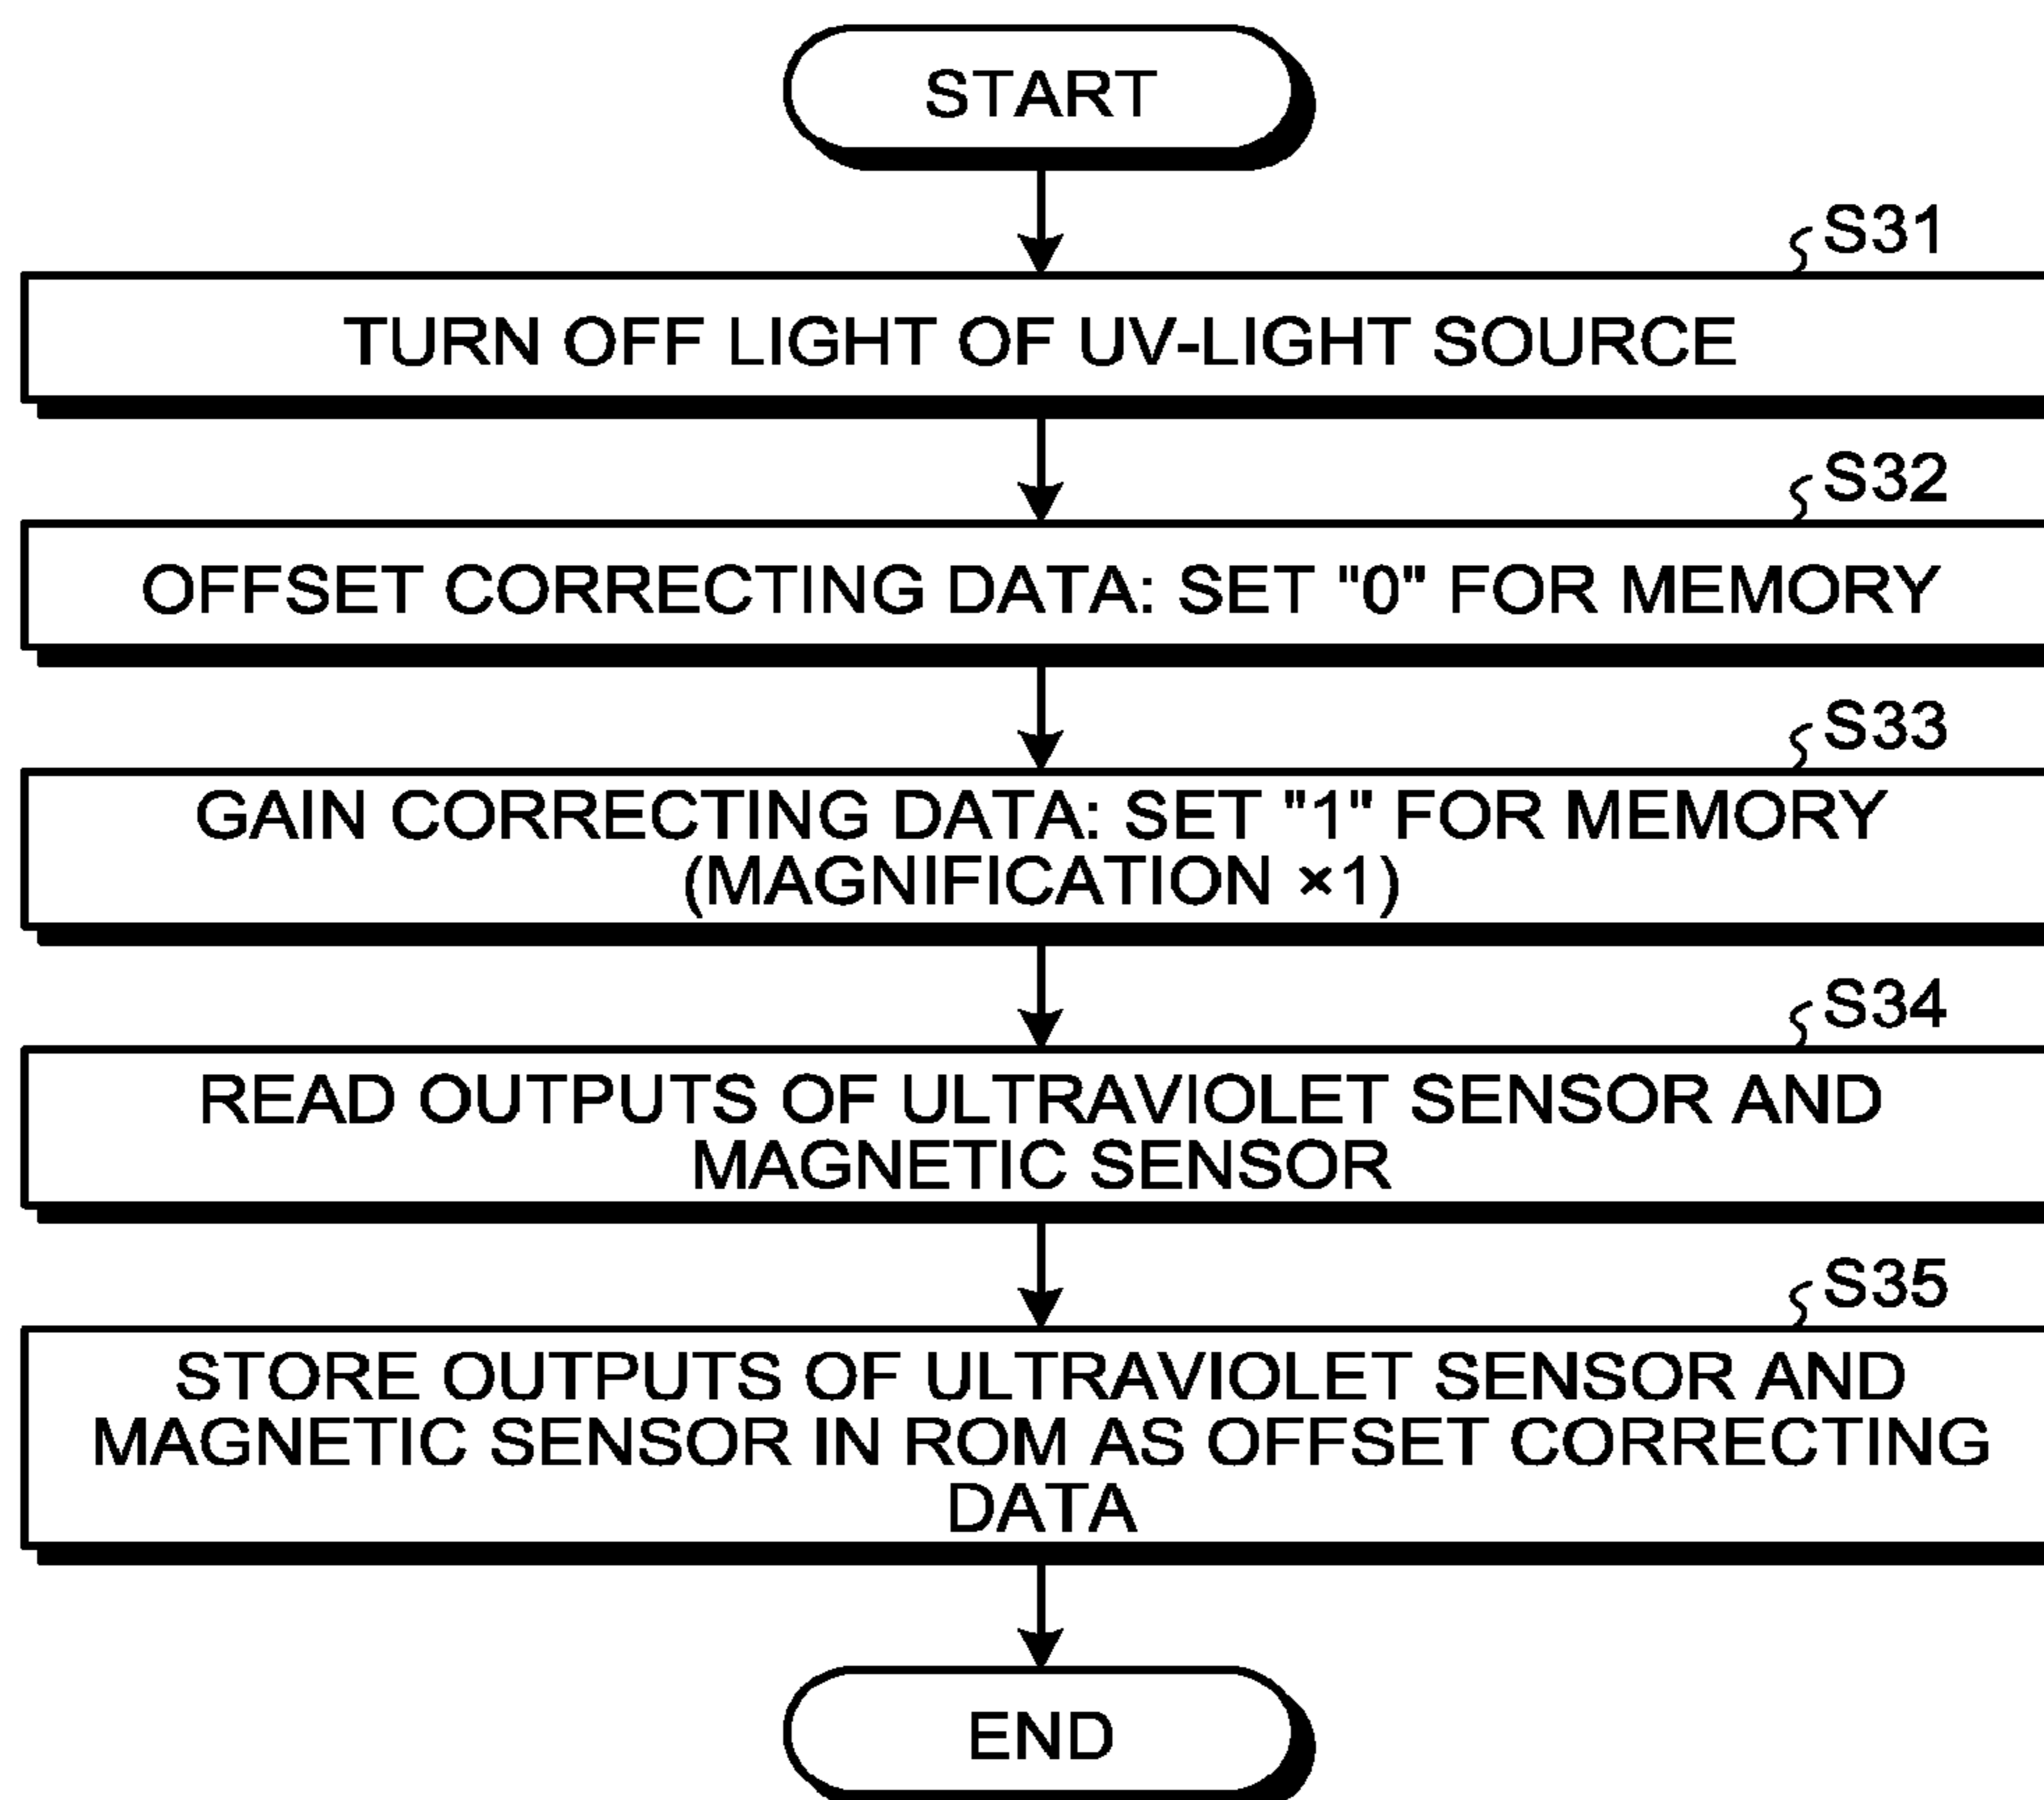 START
S31
TURN OFF LIGHT OF UV-LIGHT SOURCE
S32
OFFSET CORRECTING DATA: SET "0" FOR MEMORY
S33
GAIN CORRECTING DATA: SET "1" FOR MEMORY
(MAGNIFICATION ×1)
S34
READ OUTPUTS OF ULTRAVIOLET SENSOR AND
MAGNETIC SENSOR
S35
STORE OUTPUTS OF ULTRAVIOLET SENSOR AND
MAGNETIC SENSOR IN ROM AS OFFSET CORRECTING
DATA
END